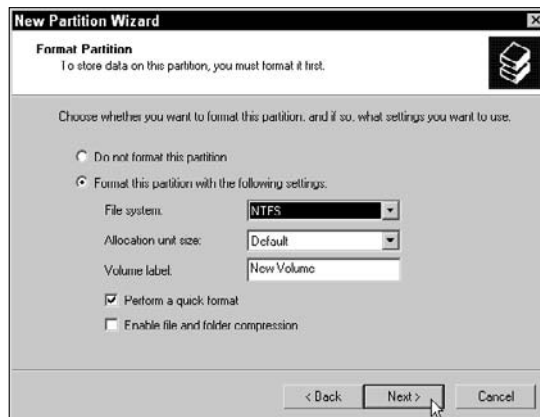 New Partition Wizard
Format Partition
To store data on this partition, you must format it first.
Choose whether you want to format this partition, and if so, what settings you want to use.
Do not format this partition
Format this partition with the following settings:
File system: NTFS
Allocation unit size: Default
Volume label: New Volume
Perform a quick format
Enable file and folder compression
< Back Next > Cancel